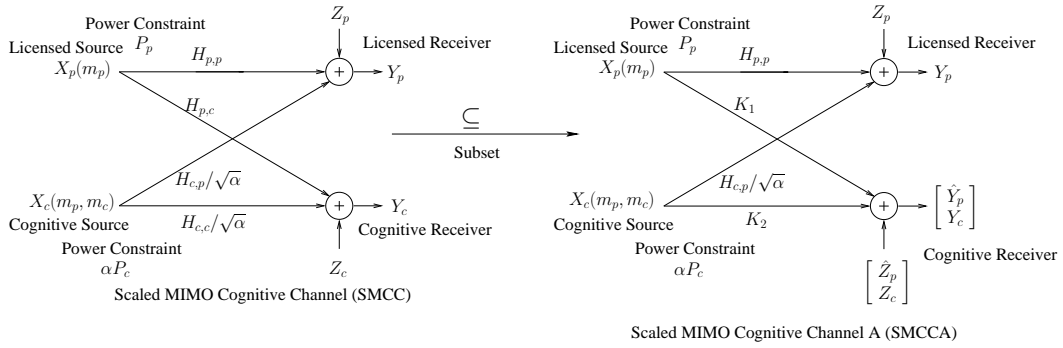 Power Constraint
P_p
Licensed Source
X_p(m_p)
H_{p,p}
Z_p
Licensed Receiver
Y_p
H_{p,c}
H_{c,p}/√α
X_c(m_p, m_c)
Cognitive Source
H_{c,c}/√α
Y_c
Cognitive Receiver
Power Constraint
αP_c
Z_c
Scaled MIMO Cognitive Channel (SMCC)
⊆
Subset
Power Constraint
P_p
Licensed Source
X_p(m_p)
H_{p,p}
Z_p
Licensed Receiver
Y_p
K_1
H_{c,p}/√α
X_c(m_p, m_c)
Cognitive Source
K_2
[Ŷ_p
Y_c]
Cognitive Receiver
Power Constraint
αP_c
[Ẑ_p
Z_c]
Scaled MIMO Cognitive Channel A (SMCCA)